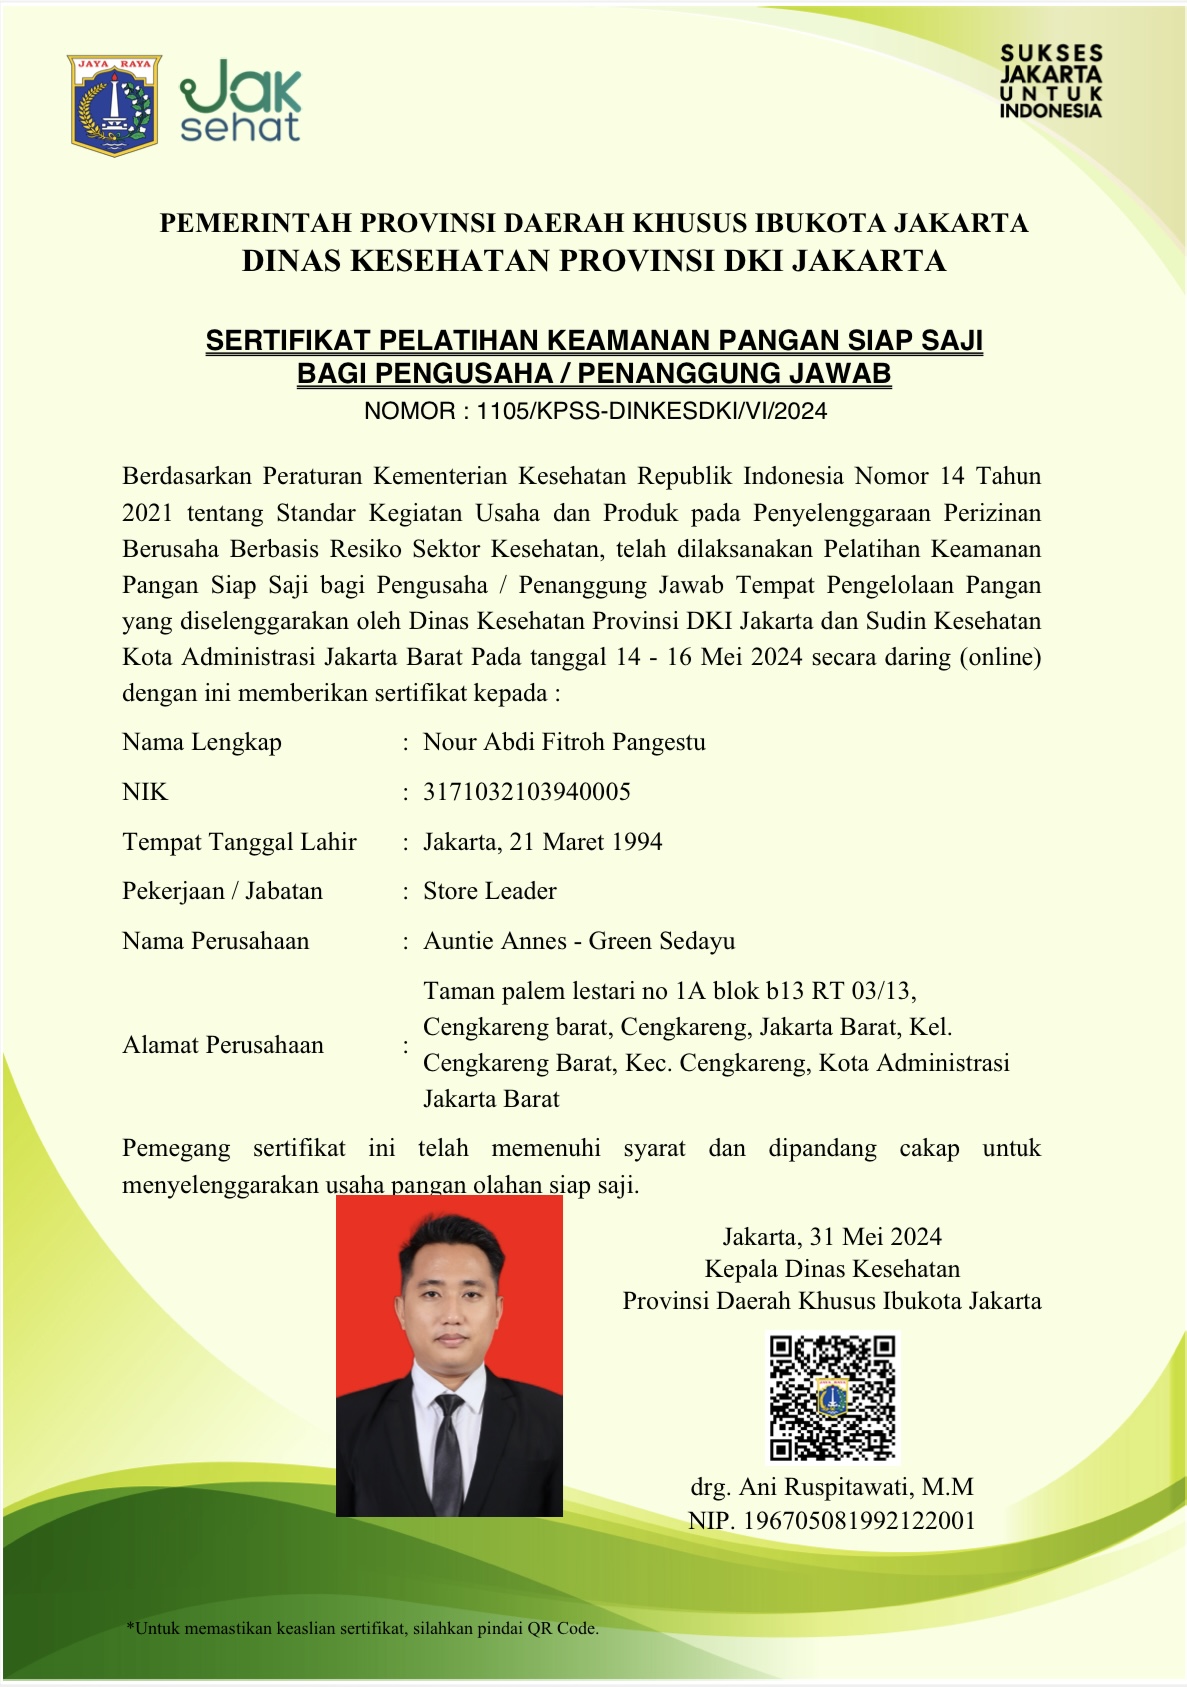 JAYA RAYA
Jak
sehat
SUKSES
JAKARTA
UNTUK
INDONESIA
PEMERINTAH PROVINSI DAERAH KHUSUS IBUKOTA JAKARTA
DINAS KESEHATAN PROVINSI DKI JAKARTA
SERTIFIKAT PELATIHAN KEAMANAN PANGAN SIAP SAJI
BAGI PENGUSAHA / PENANGGUNG JAWAB
NOMOR : 1105/KPSS-DINKESDKI/VI/2024
Berdasarkan Peraturan Kementerian Kesehatan Republik Indonesia Nomor 14 Tahun
2021 tentang Standar Kegiatan Usaha dan Produk pada Penyelenggaraan Perizinan
Berusaha Berbasis Resiko Sektor Kesehatan, telah dilaksanakan Pelatihan Keamanan
Pangan Siap Saji bagi Pengusaha / Penanggung Jawab Tempat Pengelolaan Pangan
yang diselenggarakan oleh Dinas Kesehatan Provinsi DKI Jakarta dan Sudin Kesehatan
Kota Administrasi Jakarta Barat Pada tanggal 14 - 16 Mei 2024 secara daring (online)
dengan ini memberikan sertifikat kepada :
Nama Lengkap : Nour Abdi Fitroh Pangestu
NIK : 3171032103940005
Tempat Tanggal Lahir : Jakarta, 21 Maret 1994
Pekerjaan / Jabatan : Store Leader
Nama Perusahaan : Auntie Annes - Green Sedayu
Alamat Perusahaan : Taman palem lestari no 1A blok b13 RT 03/13,
Cengkareng barat, Cengkareng, Jakarta Barat, Kel.
Cengkareng Barat, Kec. Cengkareng, Kota Administrasi
Jakarta Barat
Pemegang sertifikat ini telah memenuhi syarat dan dipandang cakap untuk
menyelenggarakan usaha pangan olahan siap saji.
Jakarta, 31 Mei 2024
Kepala Dinas Kesehatan
Provinsi Daerah Khusus Ibukota Jakarta
drg. Ani Ruspitawati, M.M
NIP. 196705081992122001
*Untuk memastikan keaslian sertifikat, silahkan pindai QR Code.